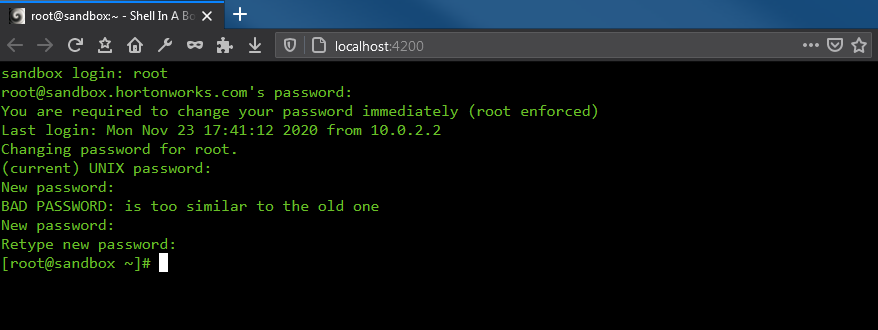 root@sandbox:~ - Shell In A Bo
localhost:4200
sandbox login: root
root@sandbox.hortonworks.com's password:
You are required to change your password immediately (root enforced)
Last login: Mon Nov 23 17:41:12 2020 from 10.0.2.2
Changing password for root.
(current) UNIX password:
New password:
BAD PASSWORD: is too similar to the old one
New password:
Retype new password:
[root@sandbox ~]#